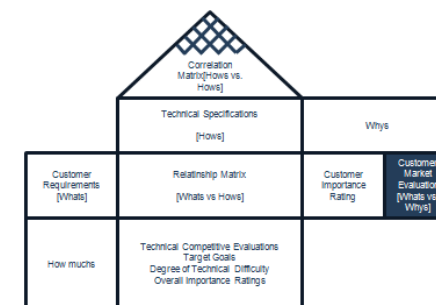 Correlation
Matrix[Hows vs.
Hows]
Technical Specifications
[Hows]
Whys
Customer
Requirements
[Whats]
Relatinship Matrix
[Whats vs Hows]
Customer
Importance
Rating
Customer
Market
Evaluation
[Whats vs.
Whys]
How muchs
Technical Competitive Evaluations
Target Goals
Degree of Technical Difficulty
Overall Importance Ratings